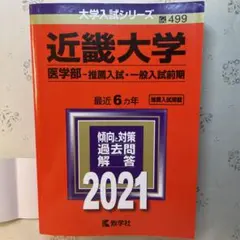 大学入試シリーズ
499
近畿大学
医学部-推薦入試・一般入試前期
最近6カ年
推薦入試掲載
傾向と対策
過去問
解答
2021
教学社